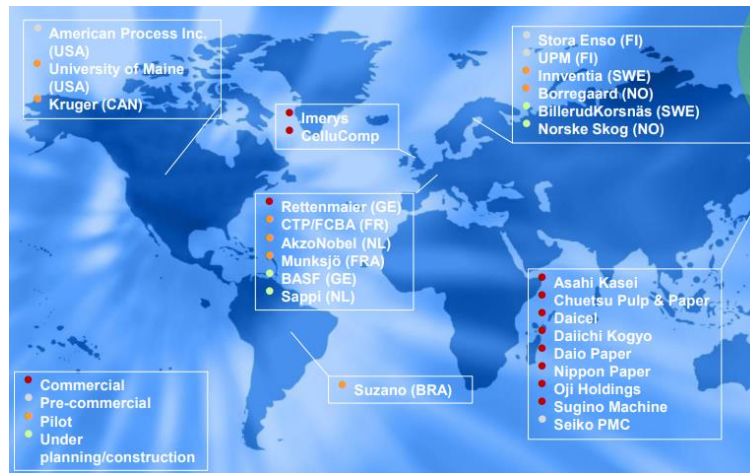 American Process Inc.
(USA)
University of Maine
(USA)
Kruger (CAN)
Stora Enso (FI)
UPM (FI)
Innventia (SWE)
Borregaard (NO)
BillerudKorsnäs (SWE)
Norske Skog (NO)
Imerys
CelluComp
Rettenmaier (GE)
CTP/FCBA (FR)
AkzoNobel (NL)
Munksjö (FRA)
BASF (GE)
Sappi (NL)
Asahi Kasei
Chuetsu Pulp & Paper
Daicel
Daiichi Kogyo
Daio Paper
Nippon Paper
Oji Holdings
Sugino Machine
Seiko PMC
Suzano (BRA)
Commercial
Pre-commercial
Pilot
Under
planning/construction